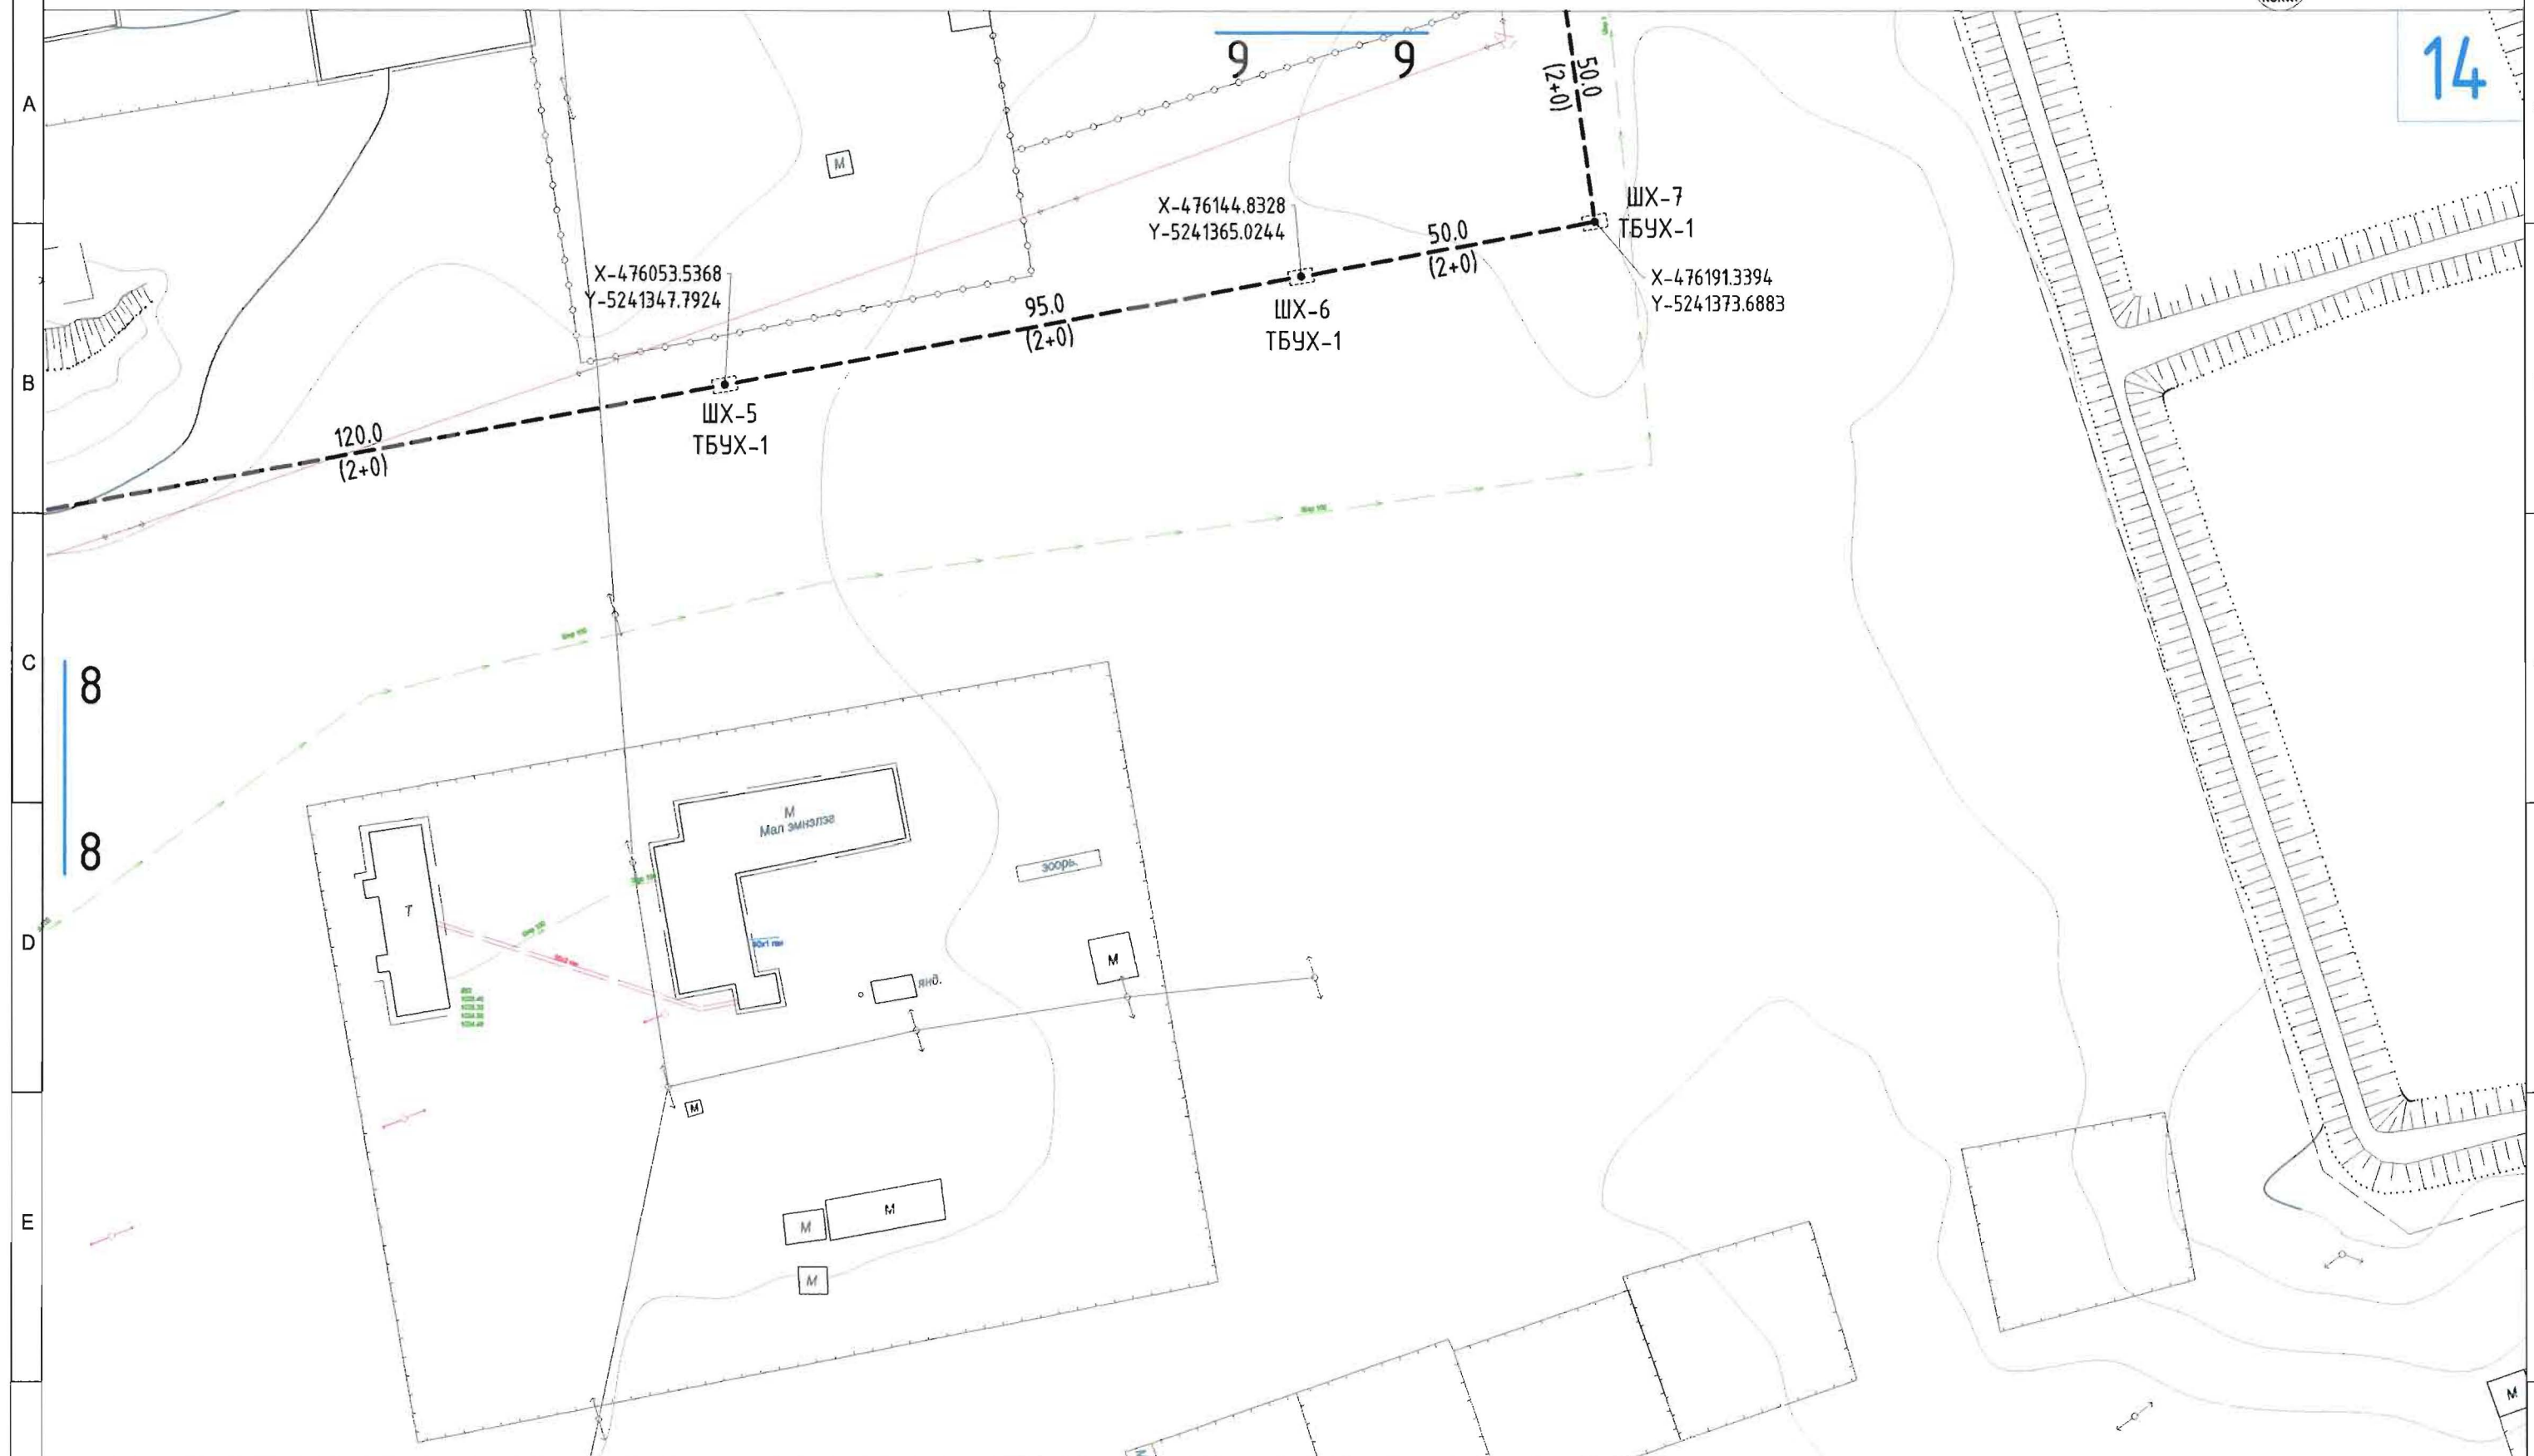 14
A
9 9
50.0
(2+0)
M
ШХ-7
ТБУХ-1
X-476144.8328
Y-5241365.0244
50.0
(2+0)
X-476053.5368
Y-5241347.7924
X-476191.3394
Y-5241373.6883
95.0
(2+0)
ШХ-6
ТБУХ-1
B
ШХ-5
ТБУХ-1
120.0
(2+0)
C
8
8
М
Мал эмнэлэг
T
D
М
янд.
М
E
М
М
М
М